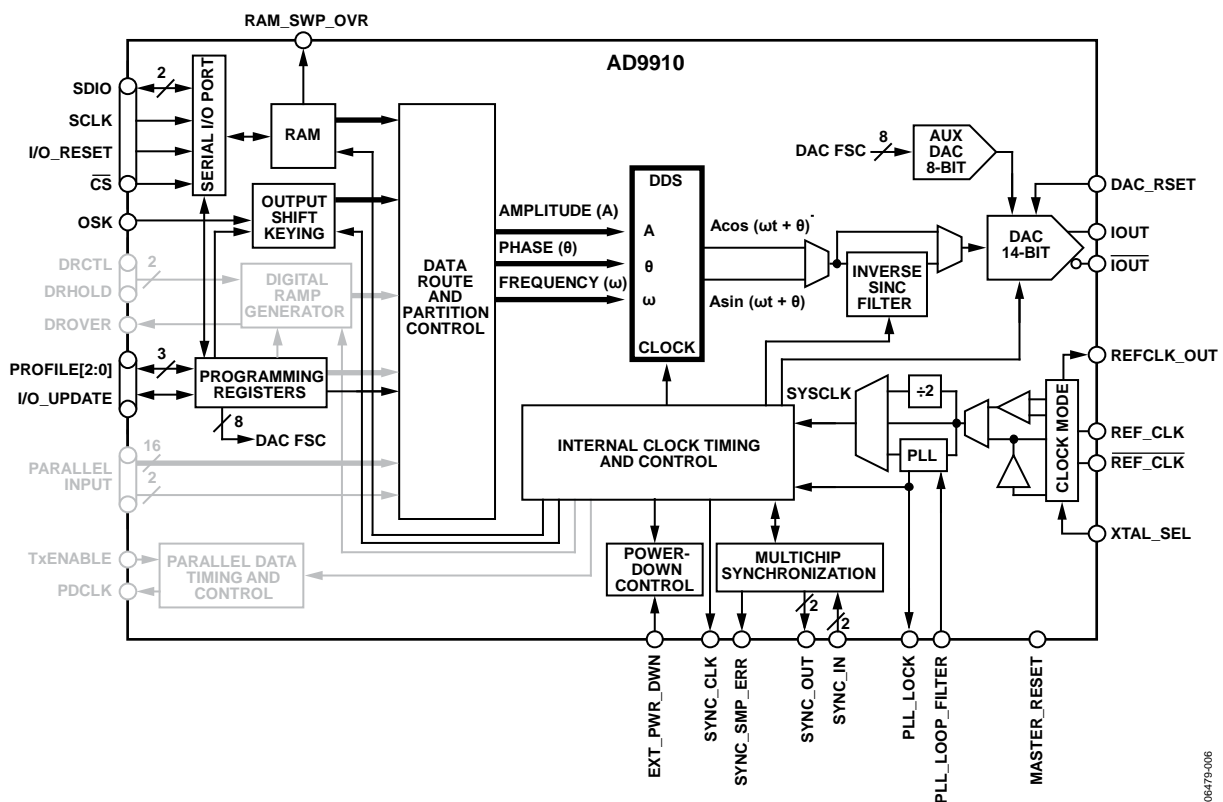 RAM_SWP_OVR
AD9910
SDIO
2
SCLK
I/O_RESET
CS
SERIAL I/O PORT
RAM
OSK
OUTPUT
SHIFT
KEYING
DRCTL
2
DRHOLD
DROVER
DIGITAL
RAMP
GENERATOR
PROFILE[2:0]
3
I/O_UPDATE
PROGRAMMING
REGISTERS
8
DAC FSC
PARALLEL
INPUT
16
2
TxENABLE
PDCLK
PARALLEL DATA
TIMING AND
CONTROL
DATA
ROUTE
AND
PARTITION
CONTROL
AMPLITUDE (A)
PHASE (θ)
FREQUENCY (ω)
DDS
A
θ
ω
CLOCK
Acos (ωt + θ)
Asin (ωt + θ)
INVERSE
SINC
FILTER
DAC FSC
8
AUX
DAC
8-BIT
DAC
14-BIT
DAC_RSET
IOUT
IOUT
REFCLK_OUT
REF_CLK
REF_CLK
XTAL_SEL
CLOCK MODE
SYSCLK
÷2
PLL
INTERNAL CLOCK TIMING
AND CONTROL
POWER-
DOWN
CONTROL
MULTICHIP
SYNCHRONIZATION
2
2
EXT_PWR_DWN
SYNC_CLK
SYNC_SMP_ERR
SYNC_OUT
SYNC_IN
PLL_LOCK
PLL_LOOP_FILTER
MASTER_RESET
06479-006